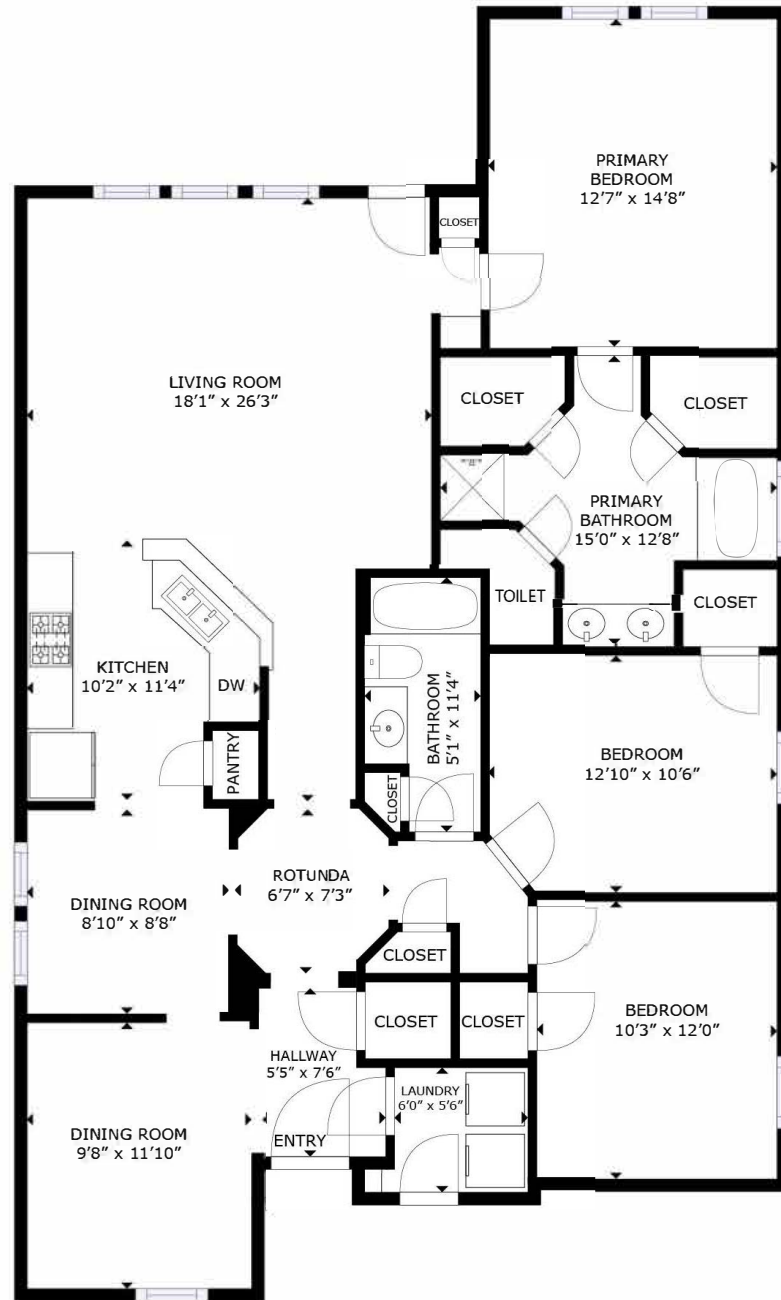 PRIMARY
BEDROOM
12'7" x 14'8"
CLOSET
LIVING ROOM
18'1" x 26'3"
CLOSET
CLOSET
PRIMARY
BATHROOM
15'0" x 12'8"
TOILET
CLOSET
KITCHEN
10'2" x 11'4"
DW
PANTRY
BATHROOM
5'1" x 11'4"
CLOSET
BEDROOM
12'10" x 10'6"
ROTUNDA
6'7" x 7'3"
DINING ROOM
8'10" x 8'8"
CLOSET
CLOSET
CLOSET
BEDROOM
10'3" x 12'0"
HALLWAY
5'5" x 7'6"
LAUNDRY
6'0" x 5'6"
ENTRY
DINING ROOM
9'8" x 11'10"